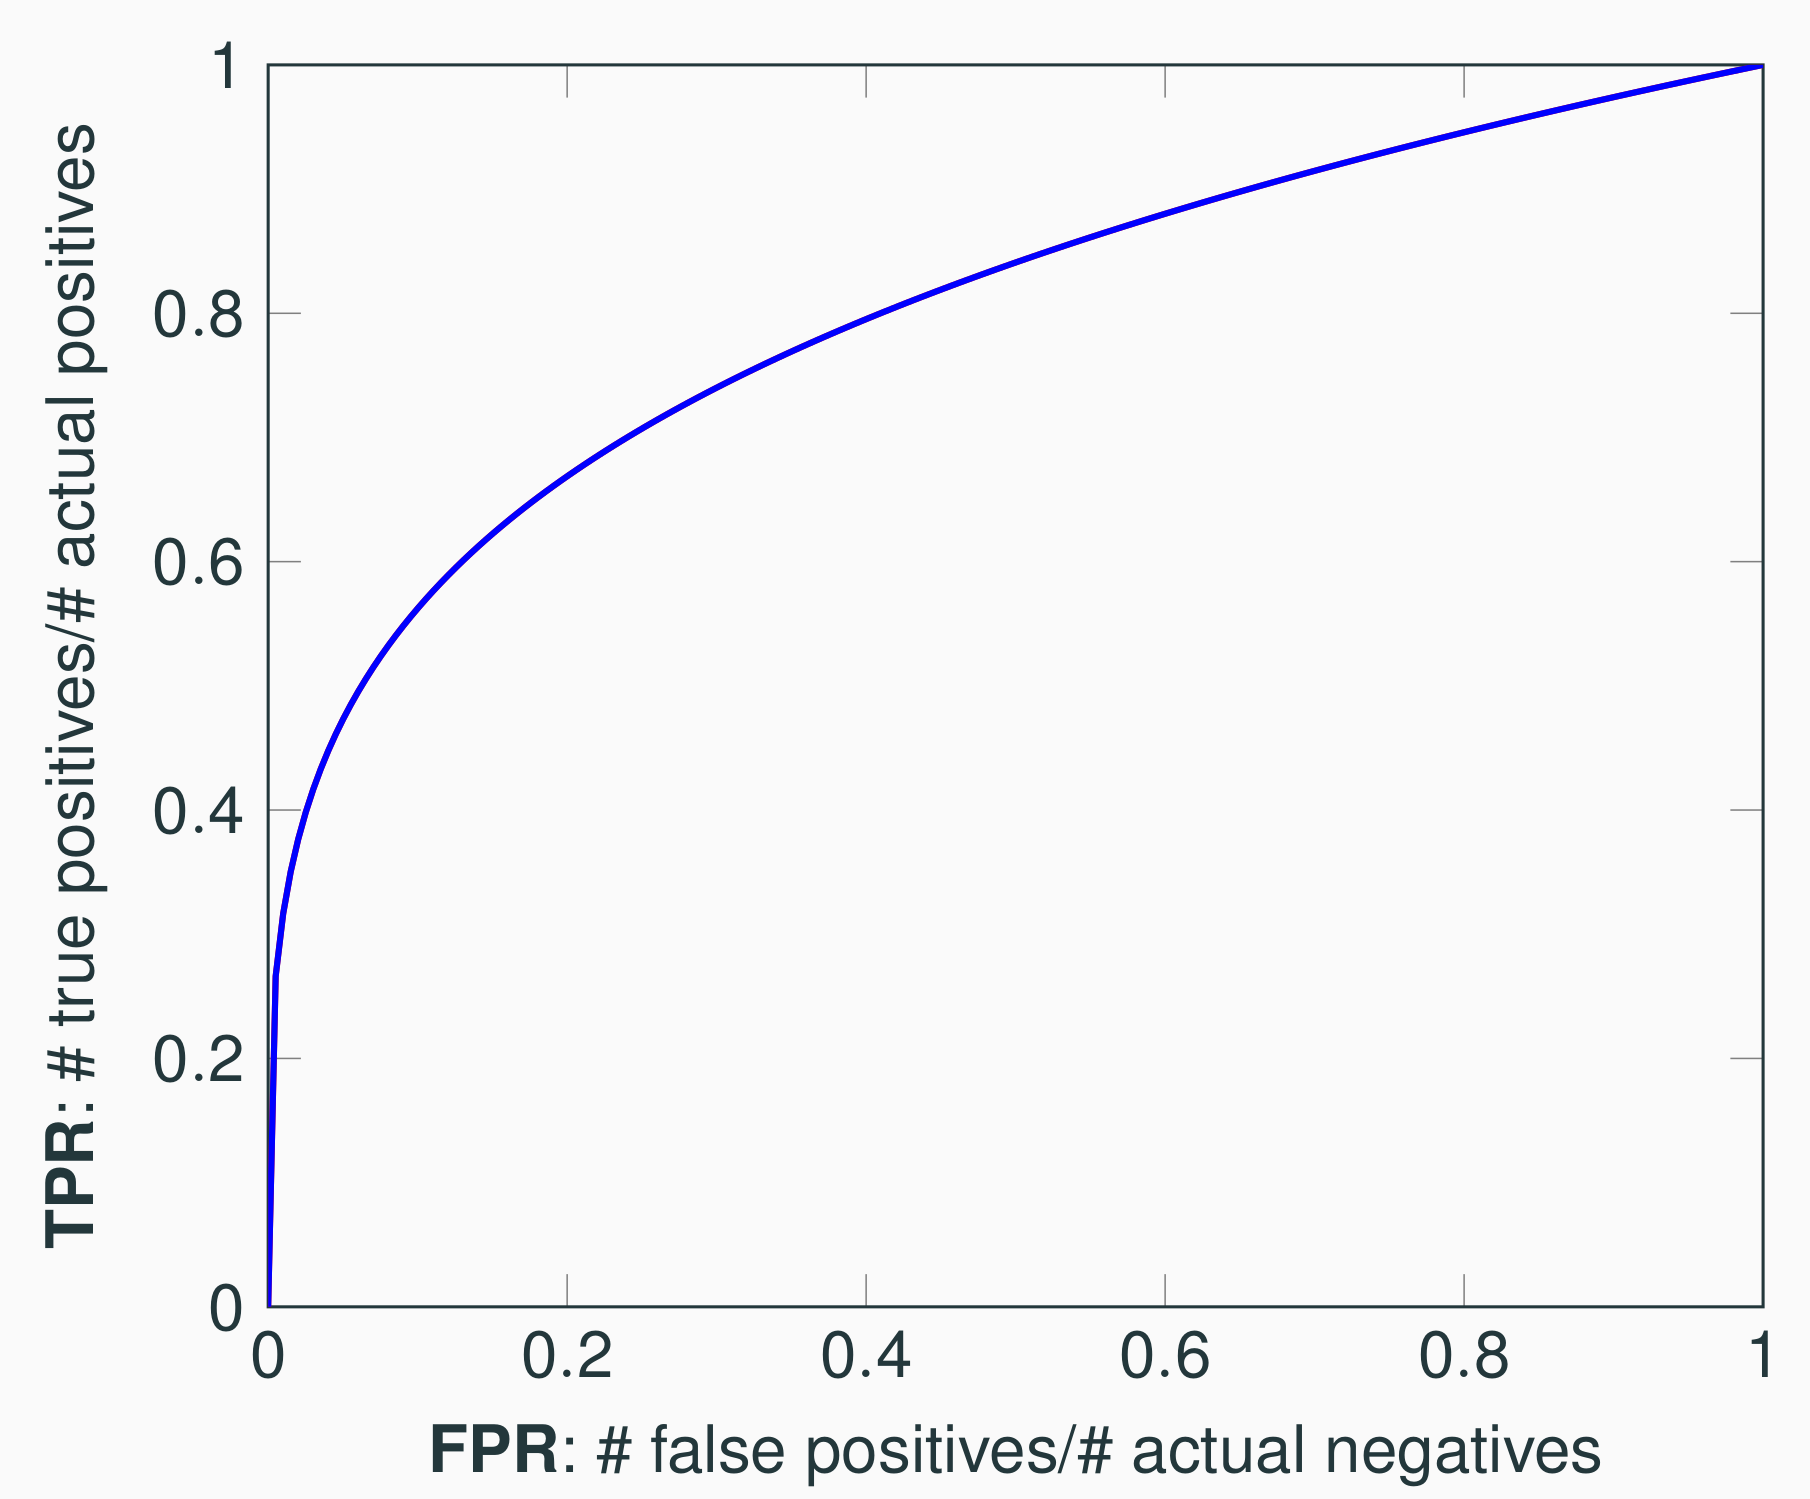 TPR: # true positives/# actual positives
1
0.8
0.6
0.4
0.2
0
0 0.2 0.4 0.6 0.8 1
FPR: # false positives/# actual negatives